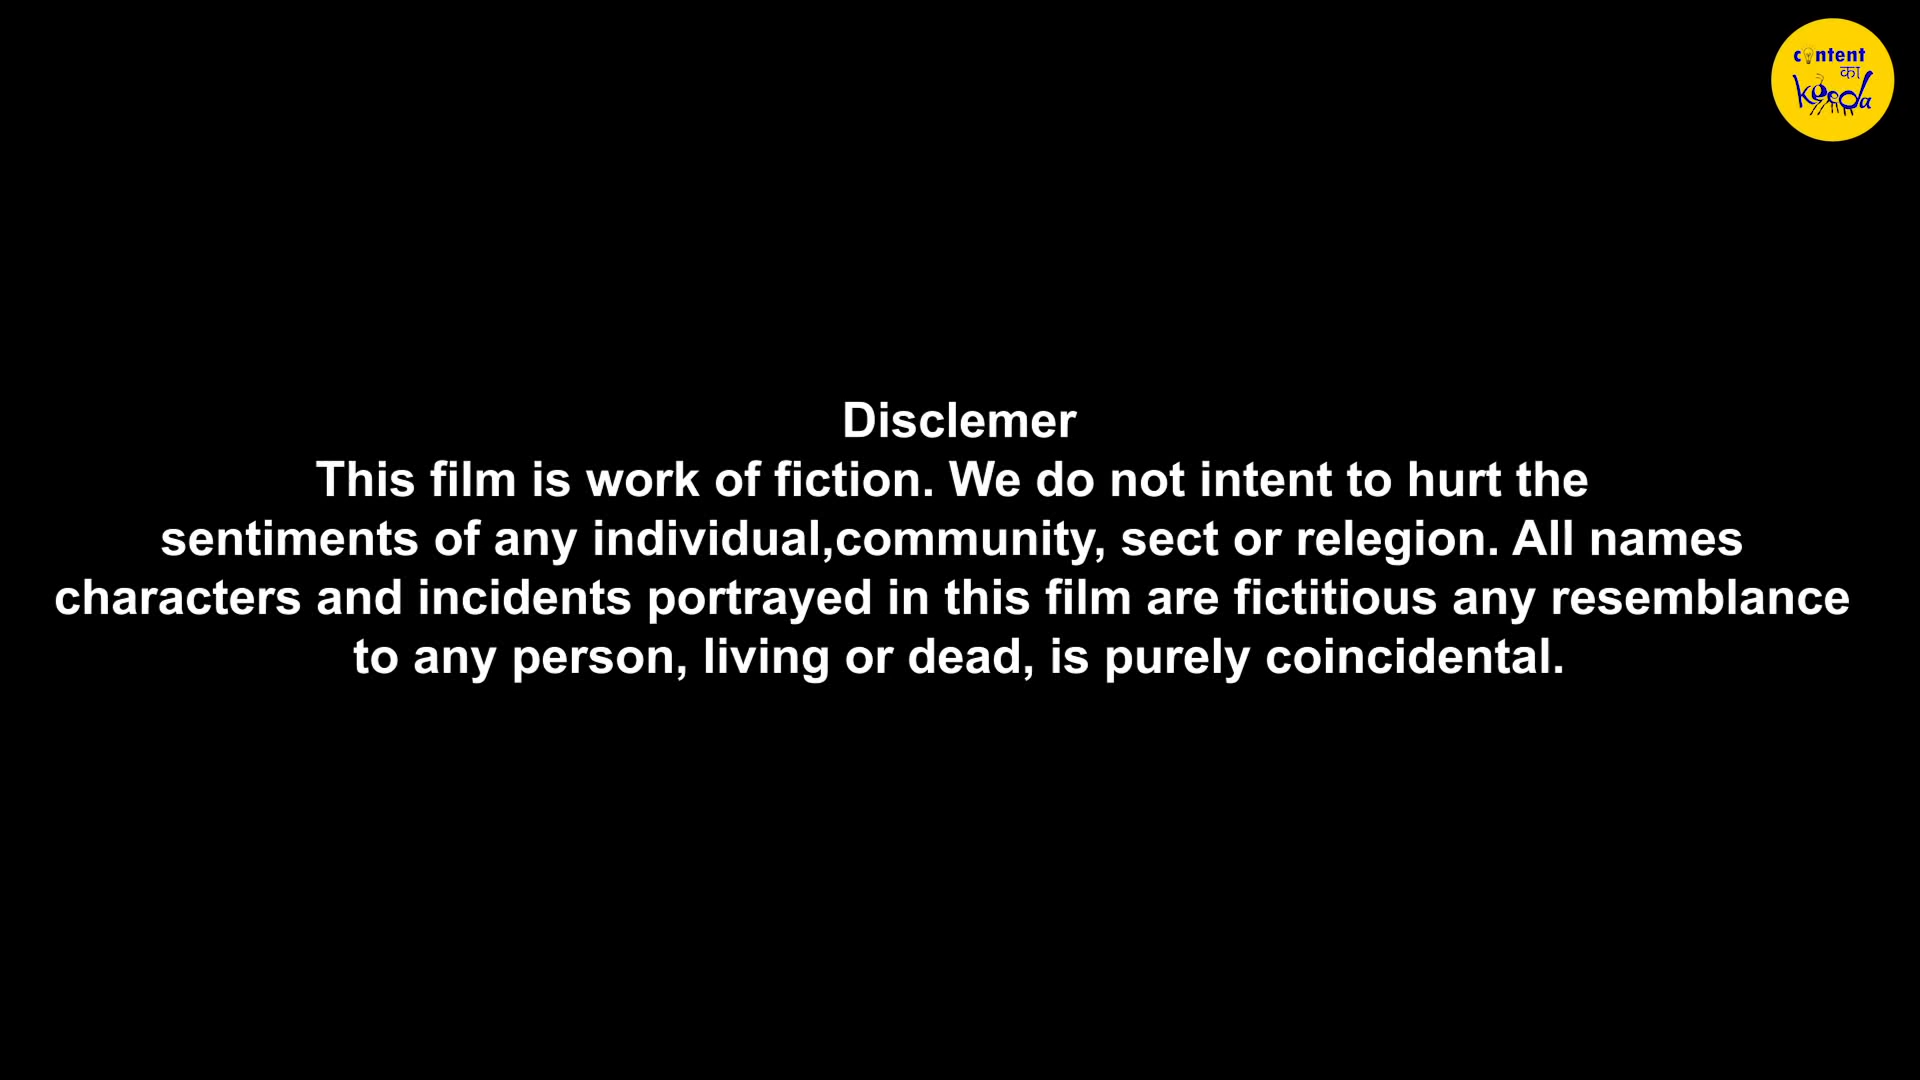 content
का
keeda
Disclemer
This film is work of fiction. We do not intent to hurt the
sentiments of any individual,community, sect or relegion. All names
characters and incidents portrayed in this film are fictitious any resemblance
to any person, living or dead, is purely coincidental.